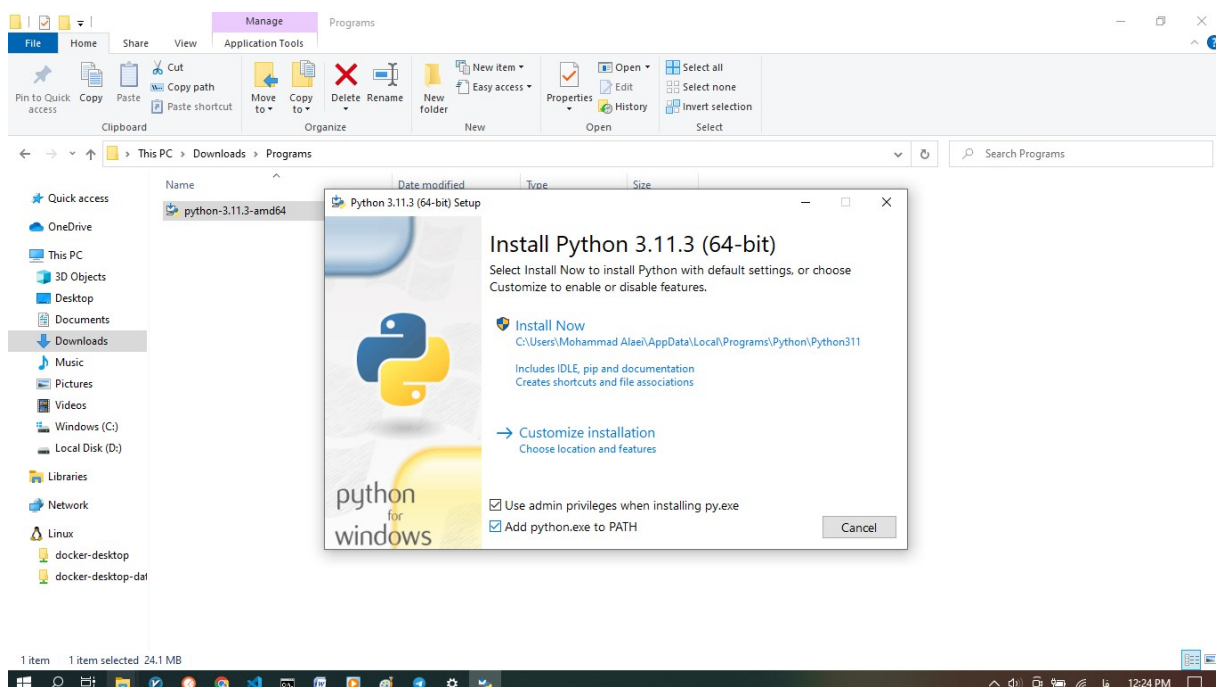 Manage
Programs
File
Home
Share
View
Application Tools
Pin to Quick access
Copy
Paste
Cut
Copy path
Paste shortcut
Move to
Copy to
Delete
Rename
New folder
New item
Easy access
Properties
Open
Edit
History
Select all
Select none
Invert selection
Clipboard
Organize
New
Open
Select
This PC > Downloads > Programs
Search Programs
Name
Date modified
Type
Size
python-3.11.3-amd64
Quick access
OneDrive
This PC
3D Objects
Desktop
Documents
Downloads
Music
Pictures
Videos
Windows (C:)
Local Disk (D:)
Libraries
Network
Linux
docker-desktop
docker-desktop-dat
Python 3.11.3 (64-bit) Setup
Install Python 3.11.3 (64-bit)
Select Install Now to install Python with default settings, or choose
Customize to enable or disable features.
Install Now
C:\Users\Mohammad Alaei\AppData\Local\Programs\Python\Python311
Includes IDLE, pip and documentation
Creates shortcuts and file associations
Customize installation
Choose location and features
Use admin privileges when installing py.exe
Add python.exe to PATH
Cancel
python
for
windows
1 item
1 item selected 24.1 MB
فا
12:24 PM